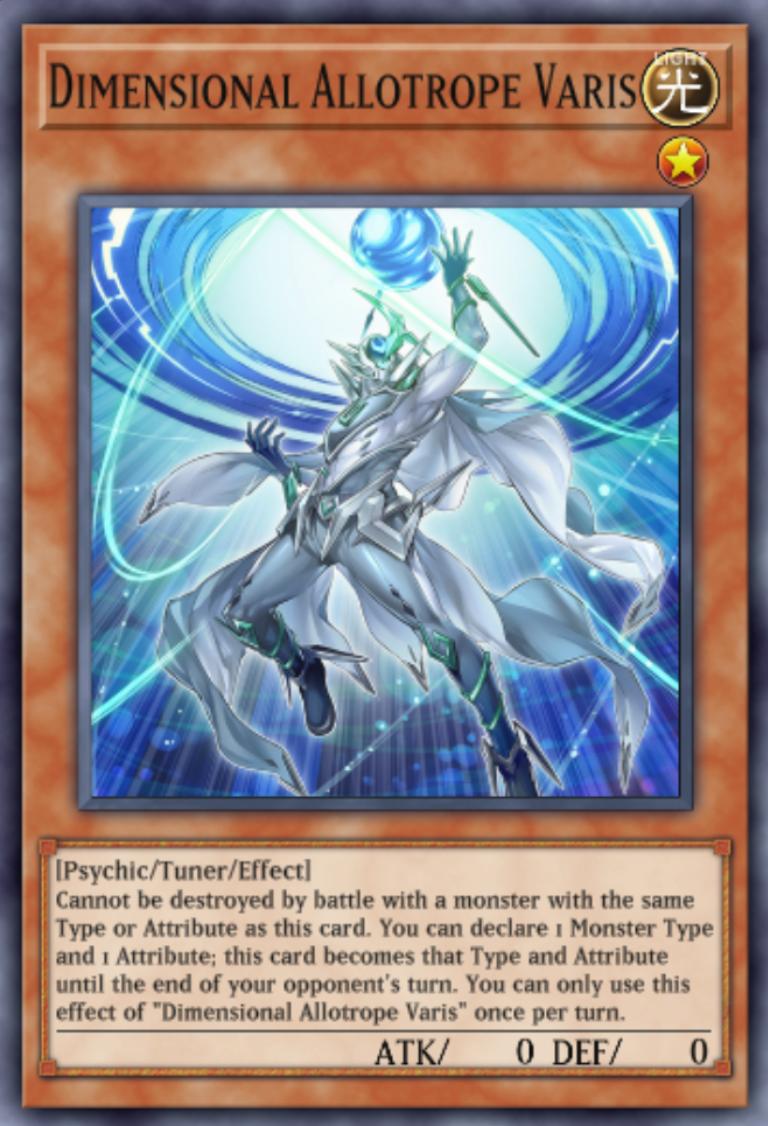 DIMENSIONAL ALLOTROPE VARIS
LIGHT
光
[Psychic/Tuner/Effect]
Cannot be destroyed by battle with a monster with the same
Type or Attribute as this card. You can declare 1 Monster Type
and 1 Attribute; this card becomes that Type and Attribute
until the end of your opponent's turn. You can only use this
effect of "Dimensional Allotrope Varis" once per turn.
ATK/ 0 DEF/ 0